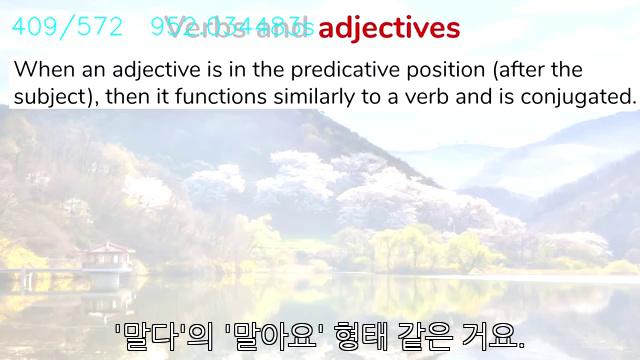 409/572 952.034483s
Verbs and adjectives
When an adjective is in the predicative position (after the
subject), then it functions similarly to a verb and is conjugated.
'말다'의 '말아요' 형태 같은 거요.